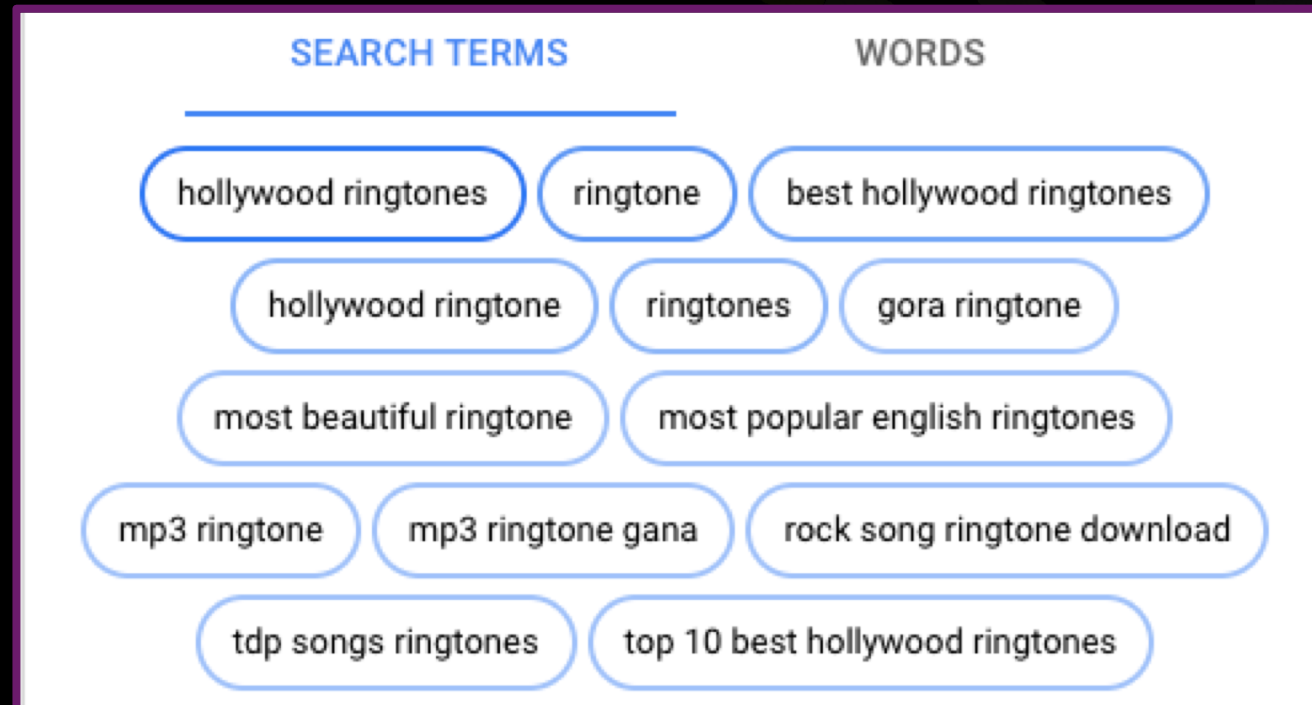 SEARCH TERMS WORDS
hollywood ringtones ringtone best hollywood ringtones
hollywood ringtone ringtones gora ringtone
most beautiful ringtone most popular english ringtones
mp3 ringtone mp3 ringtone gana rock song ringtone download
tdp songs ringtones top 10 best hollywood ringtones